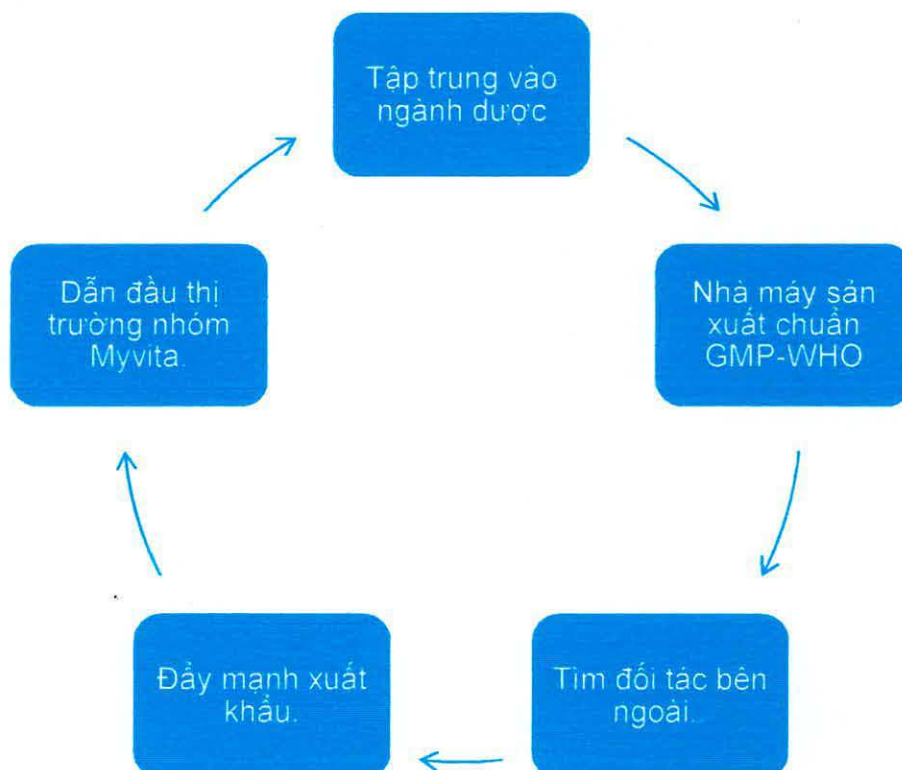 Tập trung vào
ngành dược
Nhà máy sản
xuất chuẩn
GMP-WHO
Tìm đối tác bên
ngoài.
Đẩy mạnh xuất
khẩu.
Dẫn đầu thị
trường nhóm
Myvita.